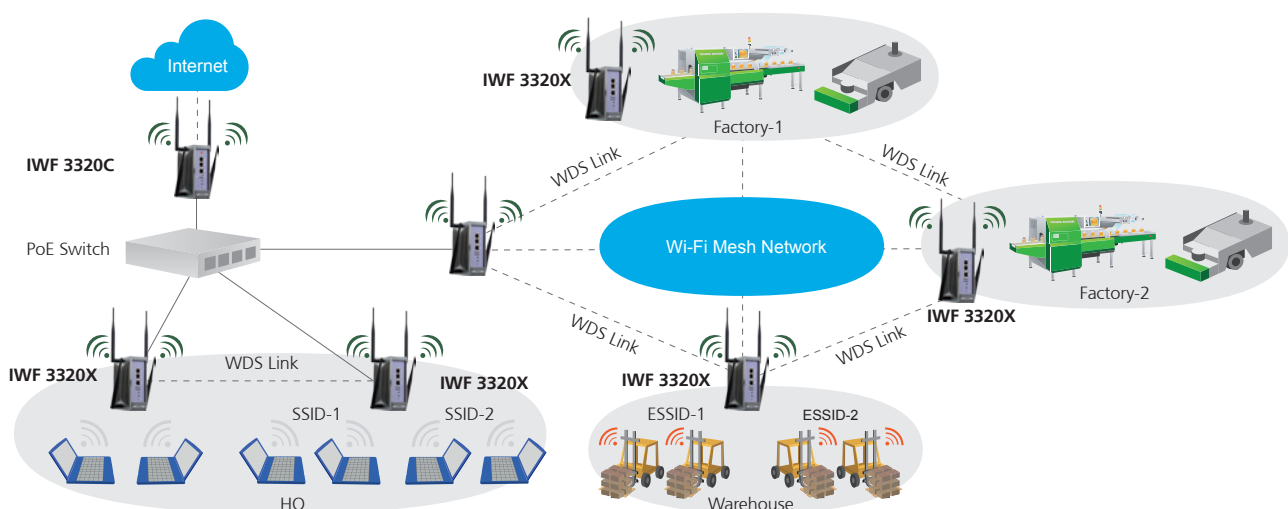 Internet
IWF 3320X
Factory-1
IWF 3320C
WDS Link
WDS Link
PoE Switch
Wi-Fi Mesh Network
Factory-2
IWF 3320X
WDS Link
WDS Link
WDS Link
IWF 3320X
IWF 3320X
IWF 3320X
SSID-1
SSID-2
ESSID-1
ESSID-2
HQ
Warehouse